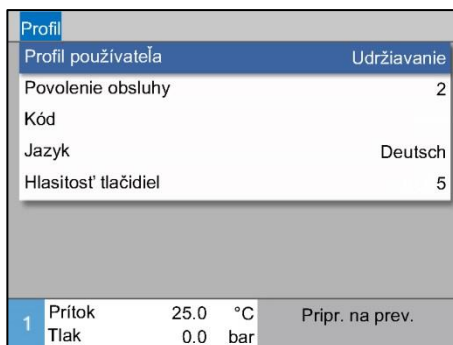 Profil
Profil používateľa Udržiavanie
Povolenie obsluhy 2
Kód
Jazyk Deutsch
Hlasitosť tlačidiel 5
1 Prítok 25.0 °C Pripr. na prev.
Tlak 0.0 bar